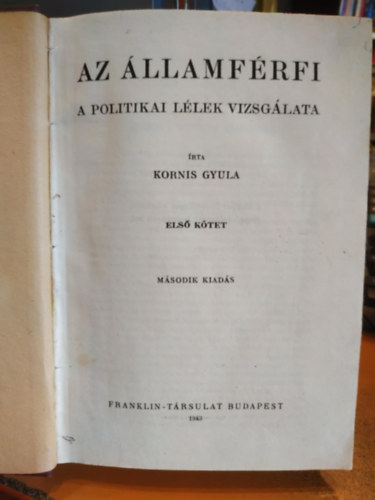 AZ ÁLLAMFÉRFI
A POLITIKAI LÉLEK VIZSGÁLATA
ÍRTA
KORNIS GYULA
ELSŐ KÖTET
MÁSODIK KIADÁS
FRANKLIN-TÁRSULAT BUDAPEST